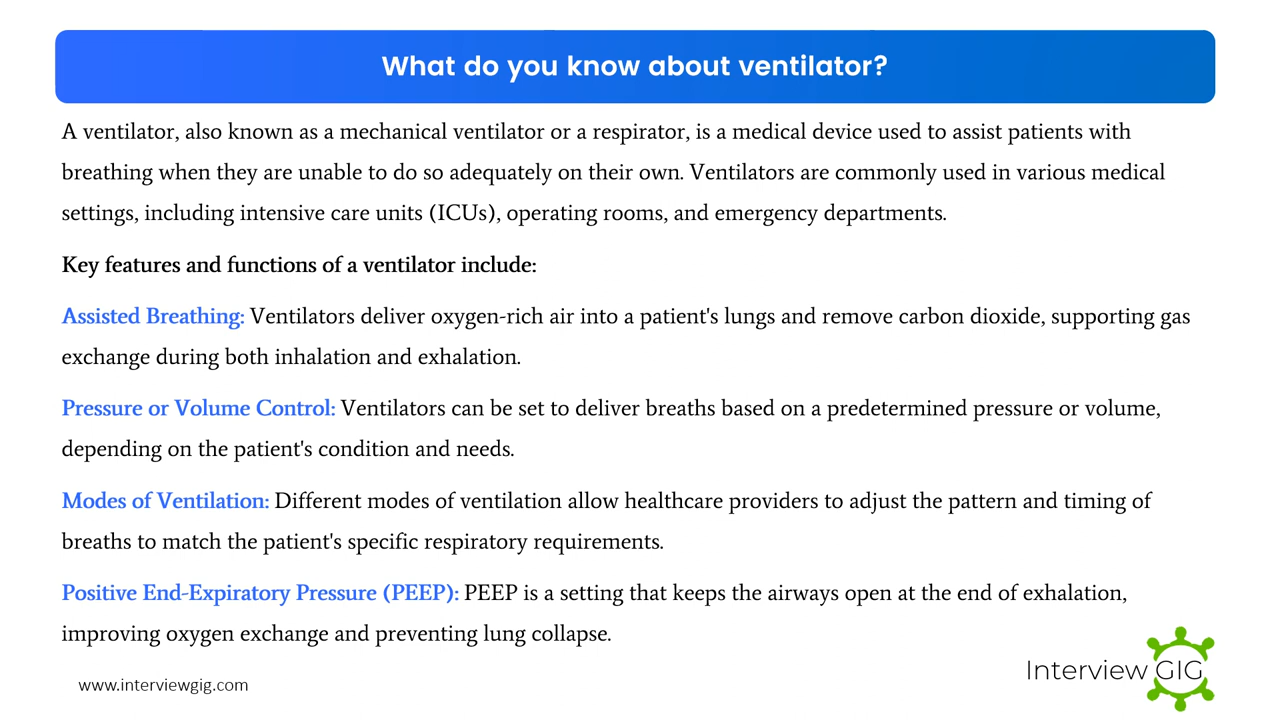 What do you know about ventilator?
A ventilator, also known as a mechanical ventilator or a respirator, is a medical device used to assist patients with
breathing when they are unable to do so adequately on their own. Ventilators are commonly used in various medical
settings, including intensive care units (ICUs), operating rooms, and emergency departments.
Key features and functions of a ventilator include:
Assisted Breathing: Ventilators deliver oxygen-rich air into a patient's lungs and remove carbon dioxide, supporting gas
exchange during both inhalation and exhalation.
Pressure or Volume Control: Ventilators can be set to deliver breaths based on a predetermined pressure or volume,
depending on the patient's condition and needs.
Modes of Ventilation: Different modes of ventilation allow healthcare providers to adjust the pattern and timing of
breaths to match the patient's specific respiratory requirements.
Positive End-Expiratory Pressure (PEEP): PEEP is a setting that keeps the airways open at the end of exhalation,
improving oxygen exchange and preventing lung collapse.
www.interviewgig.com
Interview GIG